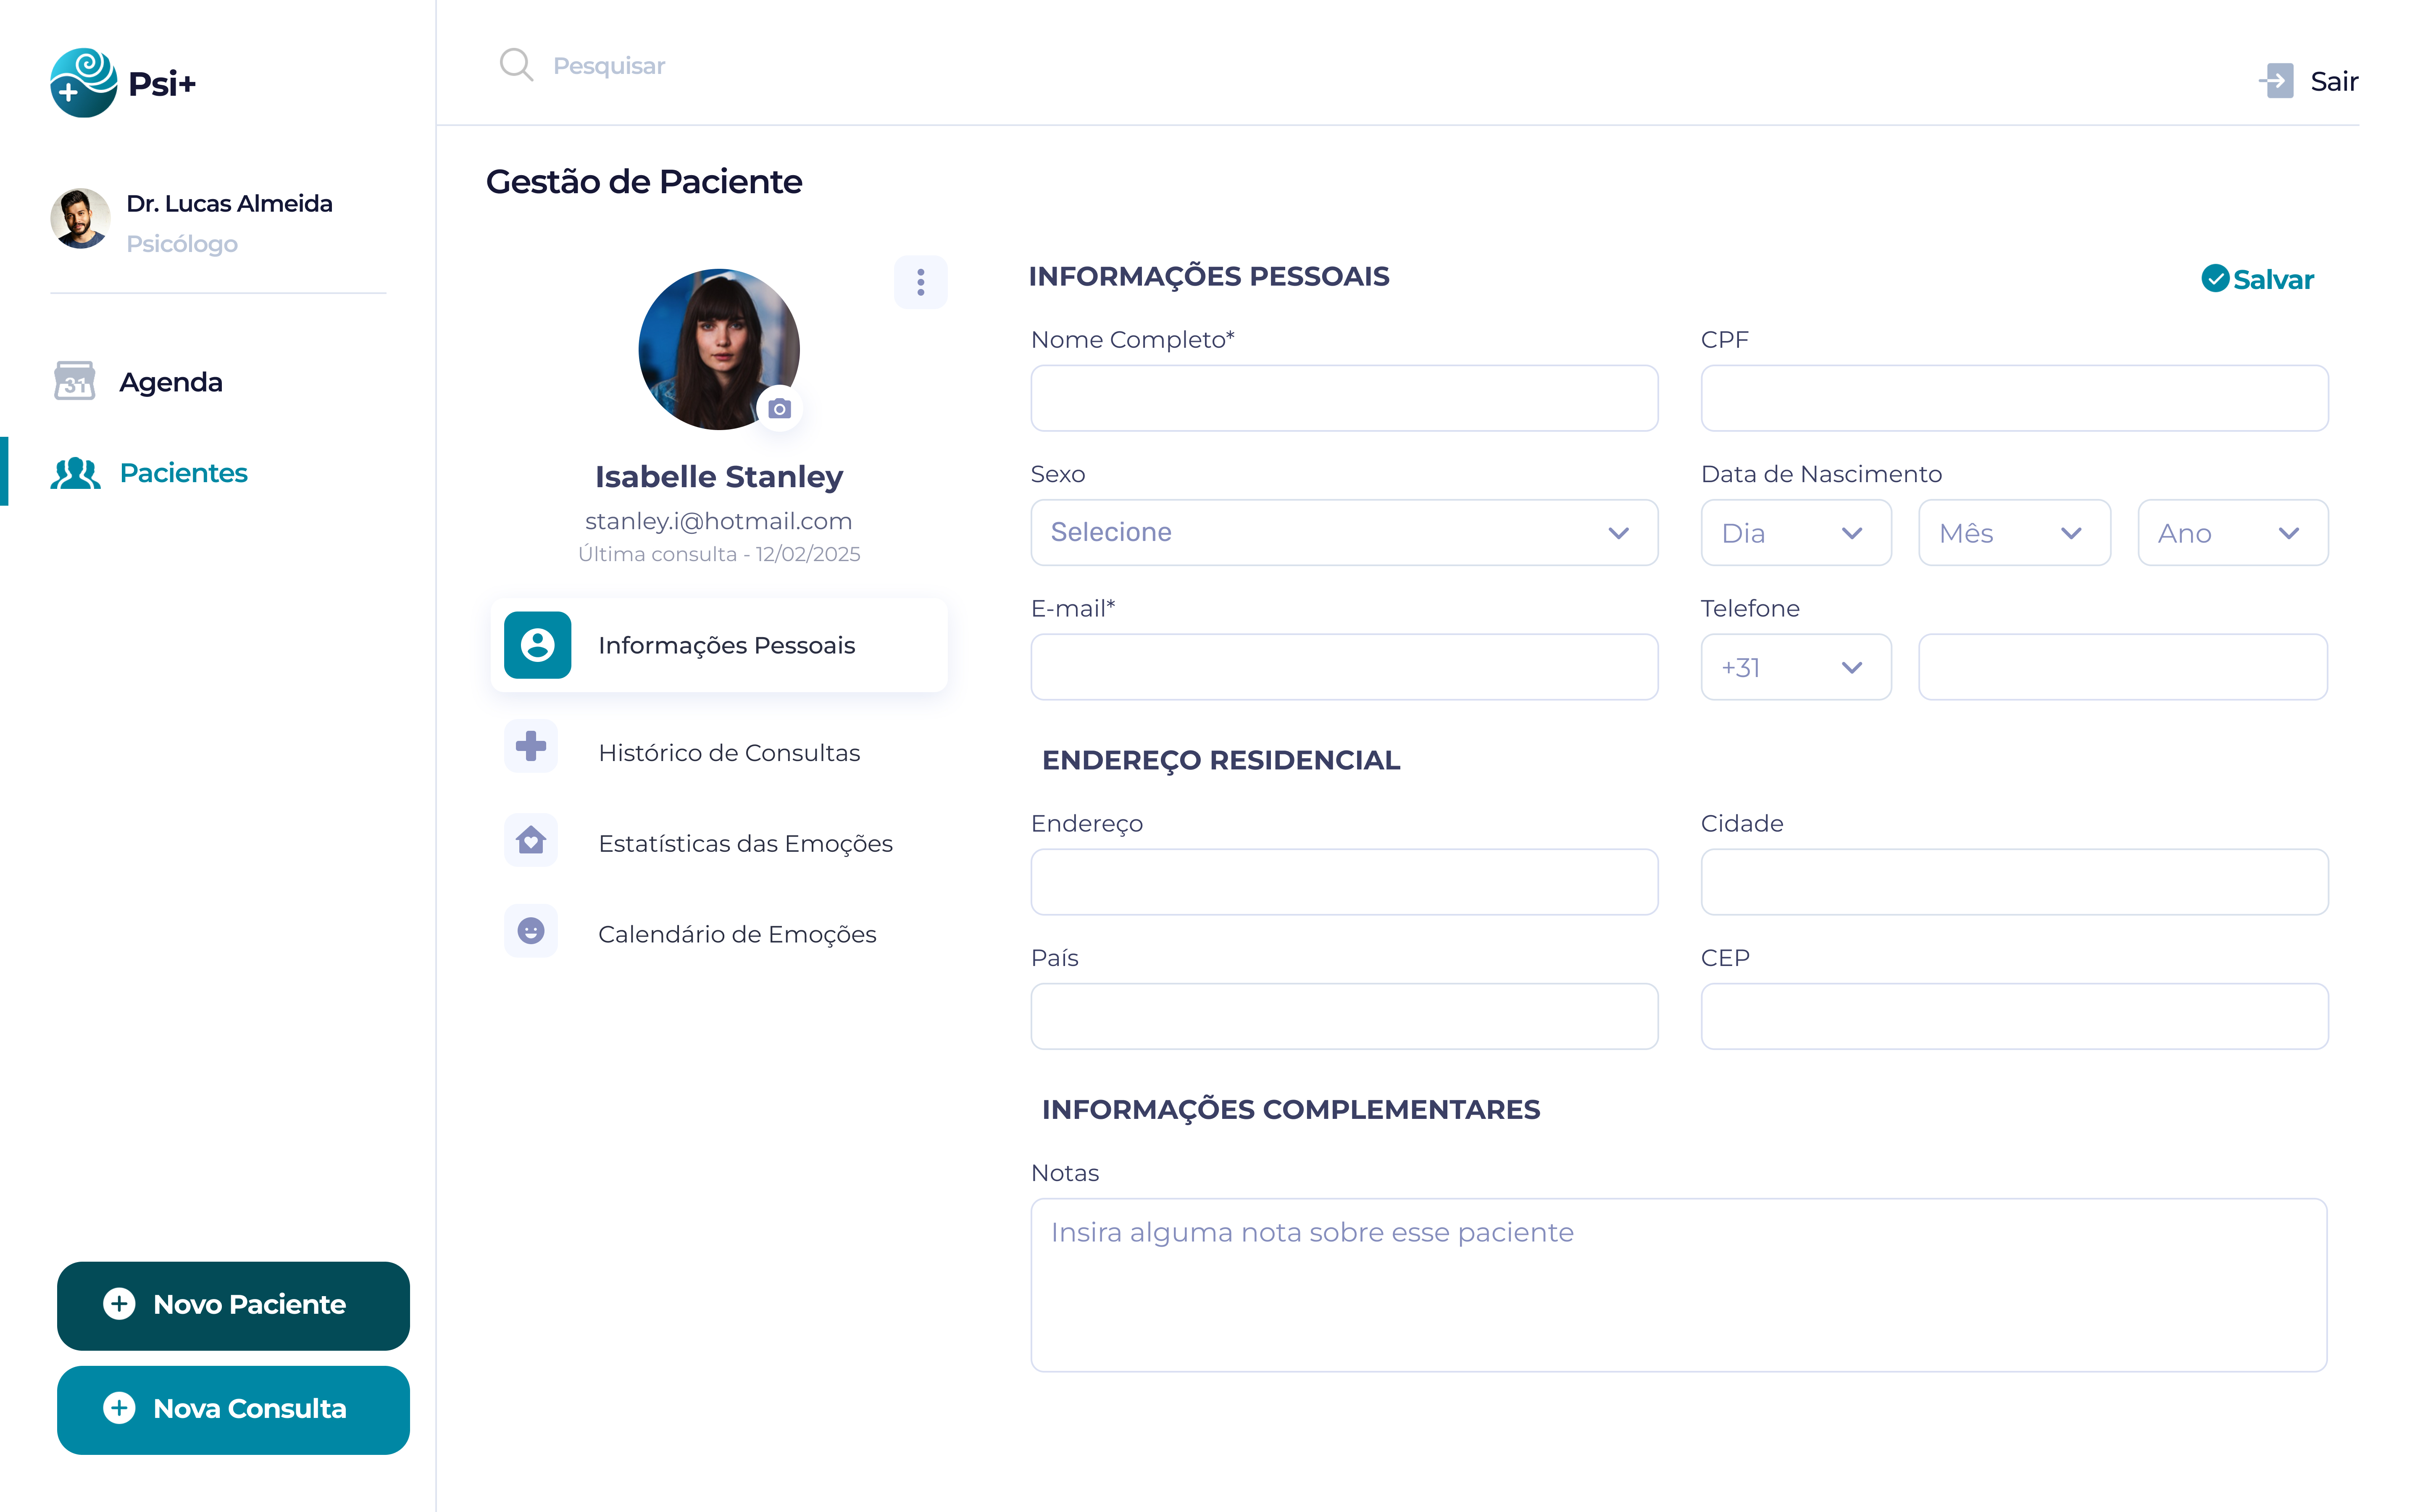 Psi+
Pesquisar
Sair
Dr. Lucas Almeida
Psicólogo
Agenda
31
Pacientes
Novo Paciente
Nova Consulta
Gestão de Paciente
Isabelle Stanley
stanley.i@hotmail.com
Última consulta - 12/02/2025
Informações Pessoais
Histórico de Consultas
Estatísticas das Emoções
Calendário de Emoções
INFORMAÇÕES PESSOAIS
Salvar
Nome Completo*
CPF
Sexo
Selecione
Data de Nascimento
Dia
Mês
Ano
E-mail*
Telefone
+31
ENDEREÇO RESIDENCIAL
Endereço
Cidade
País
CEP
INFORMAÇÕES COMPLEMENTARES
Notas
Insira alguma nota sobre esse paciente